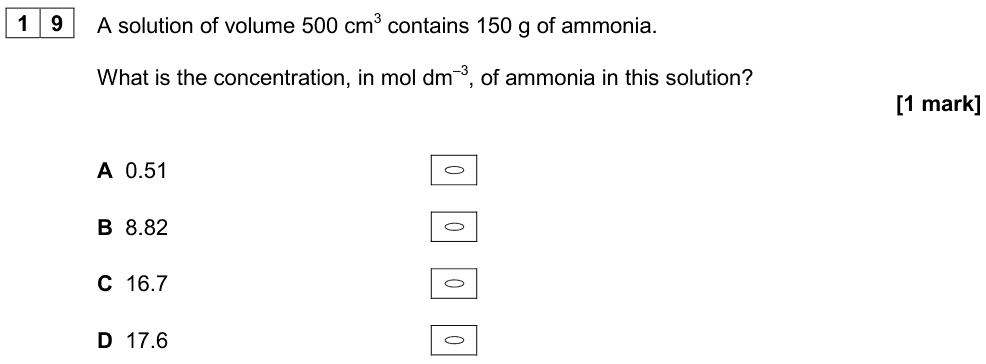 1 9 A solution of volume 500 cm³ contains 150 g of ammonia.
What is the concentration, in mol dm⁻³, of ammonia in this solution?
[1 mark]
A 0.51
B 8.82
C 16.7
D 17.6